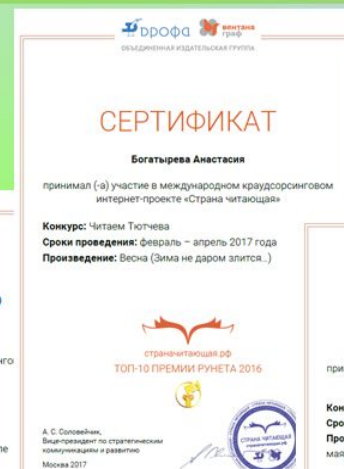 дрофа вентана граф
ОБЪЕДИНЕННАЯ ИЗДАТЕЛЬСКАЯ ГРУППА
СЕРТИФИКАТ
Богатырева Анастасия
принимал (-а) участие в международном краудсорсинговом
интернет-проекте «Страна читающая»
Конкурс: Читаем Тютчева
Сроки проведения: февраль – апрель 2017 года
Произведение: Весна (Зима не даром злится...)
страначитающая.рф
ТОП-10 ПРЕМИИ РУНЕТА 2016
А. С. Соловейчик,
Вице-президент по стратегическим
коммуникациям и развитию
Москва 2017
СТРАНА ЧИТАЮЩАЯ